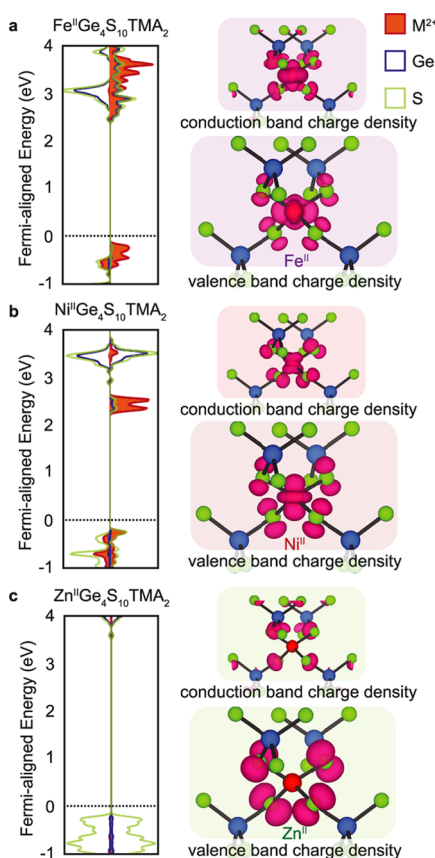 a Fe^II Ge4S10TMA2
M2+
Ge
S
4
3
2
1
0
-1
Fermi-aligned Energy (eV)
conduction band charge density
Fe^II
valence band charge density
b Ni^II Ge4S10TMA2
4
3
2
1
0
-1
Fermi-aligned Energy (eV)
conduction band charge density
Ni^II
valence band charge density
c Zn^II Ge4S10TMA2
4
3
2
1
0
-1
Fermi-aligned Energy (eV)
conduction band charge density
Zn^II
valence band charge density